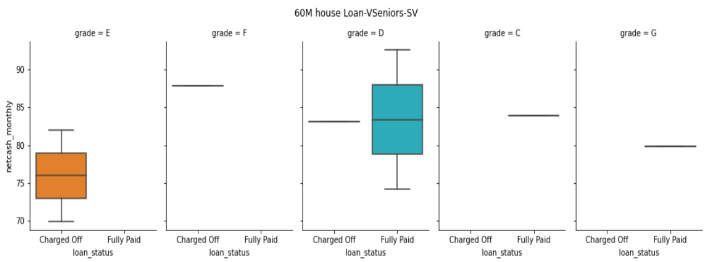 60M house Loan-VSeniors-SV
grade = E
grade = F
grade = D
grade = C
grade = G
netcash_monthly
90
85
80
75
70
Charged Off Fully Paid
Charged Off Fully Paid
Charged Off Fully Paid
Charged Off Fully Paid
Charged Off Fully Paid
loan_status
loan_status
loan_status
loan_status
loan_status